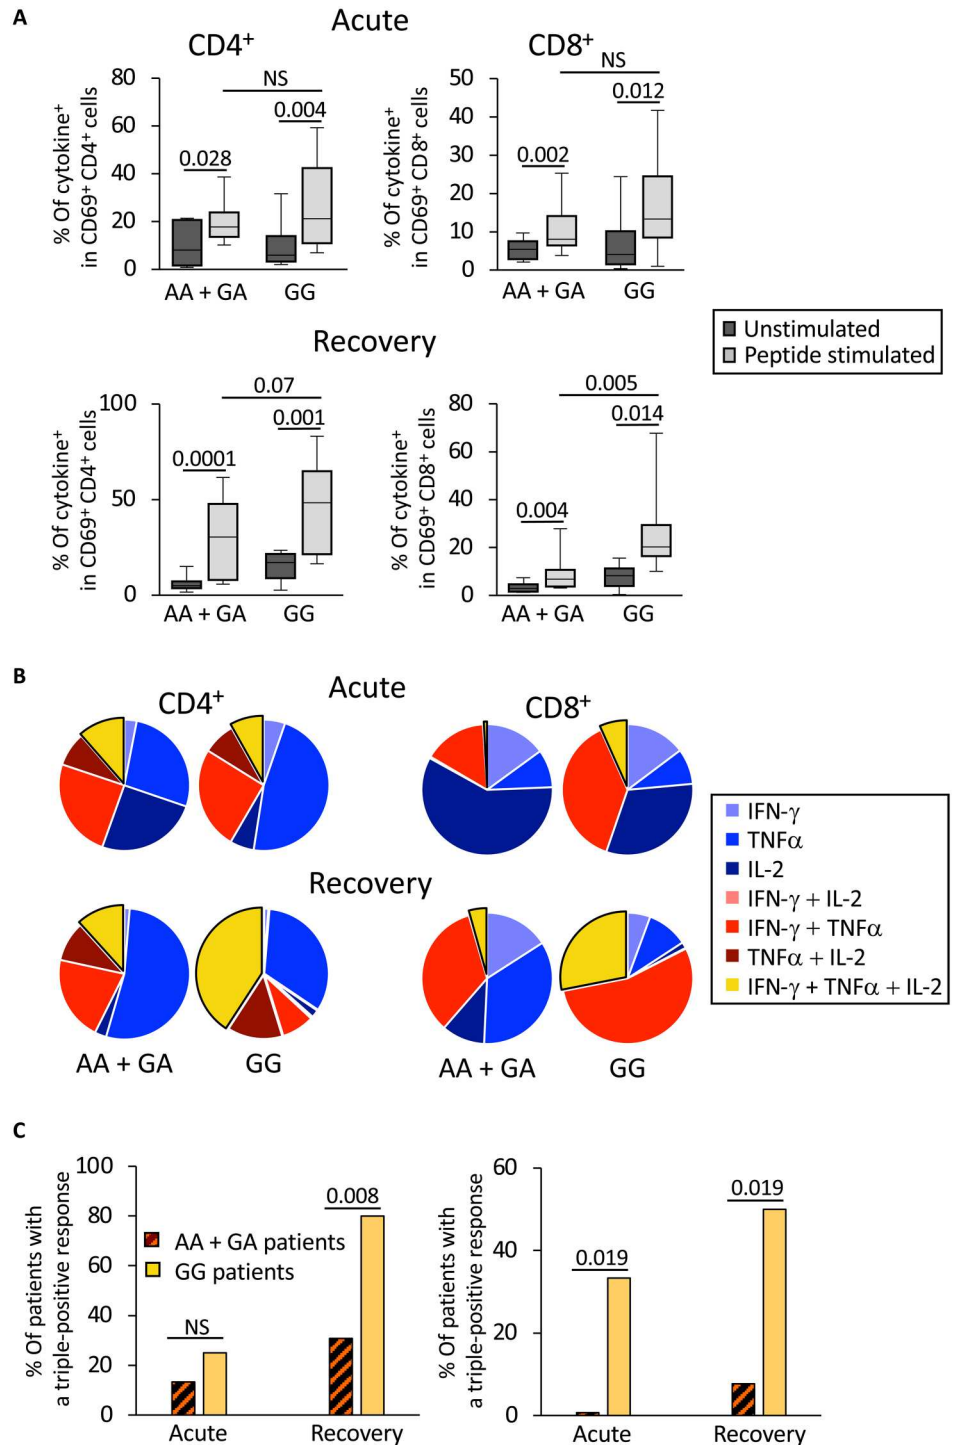 A
Acute
CD4+
CD8+
% Of cytokine+
in CD69+ CD4+ cells
80
60
40
20
0
NS
0.004
0.028
AA + GA
GG
% Of cytokine+
in CD69+ CD8+ cells
50
40
30
20
10
0
NS
0.012
0.002
AA + GA
GG
Unstimulated
Peptide stimulated
Recovery
% Of cytokine+
in CD69+ CD4+ cells
100
50
0
0.07
0.001
0.0001
AA + GA
GG
% Of cytokine+
in CD69+ CD8+ cells
80
60
40
20
0
0.005
0.014
0.004
AA + GA
GG
B
Acute
CD4+
CD8+
Recovery
AA + GA
GG
AA + GA
GG
IFN-γ
TNFα
IL-2
IFN-γ + IL-2
IFN-γ + TNFα
TNFα + IL-2
IFN-γ + TNFα + IL-2
C
% Of patients with
a triple-positive response
100
80
60
40
20
0
0.008
AA + GA patients
GG patients
NS
Acute
Recovery
% Of patients with
a triple-positive response
60
40
20
0
0.019
0.019
Acute
Recovery